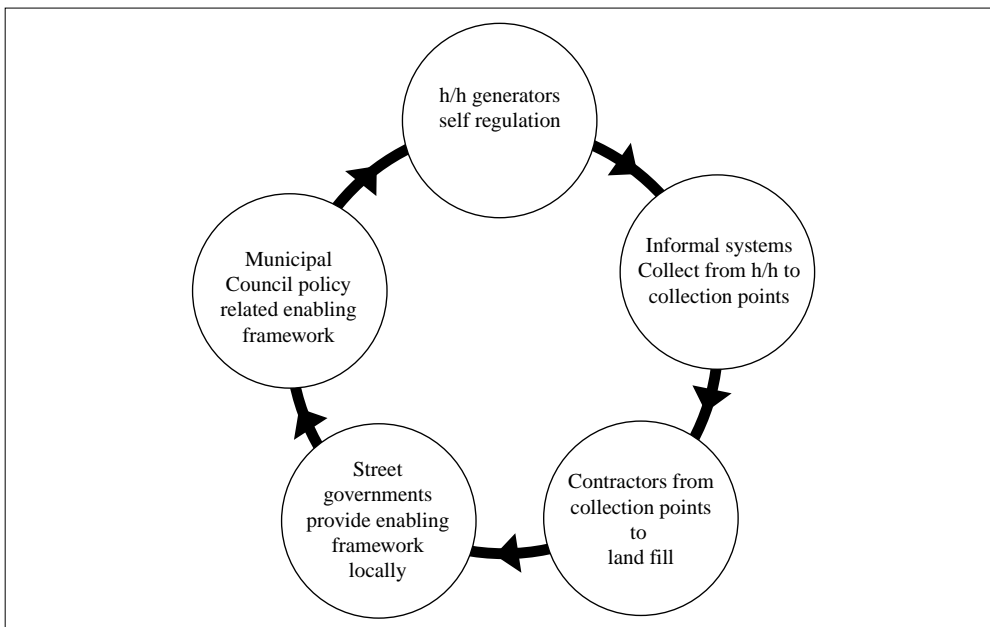 h/h generators
self regulation
Informal systems
Collect from h/h to
collection points
Contractors from
collection points
to
land fill
Street
governments
provide enabling
framework
locally
Municipal
Council policy
related enabling
framework